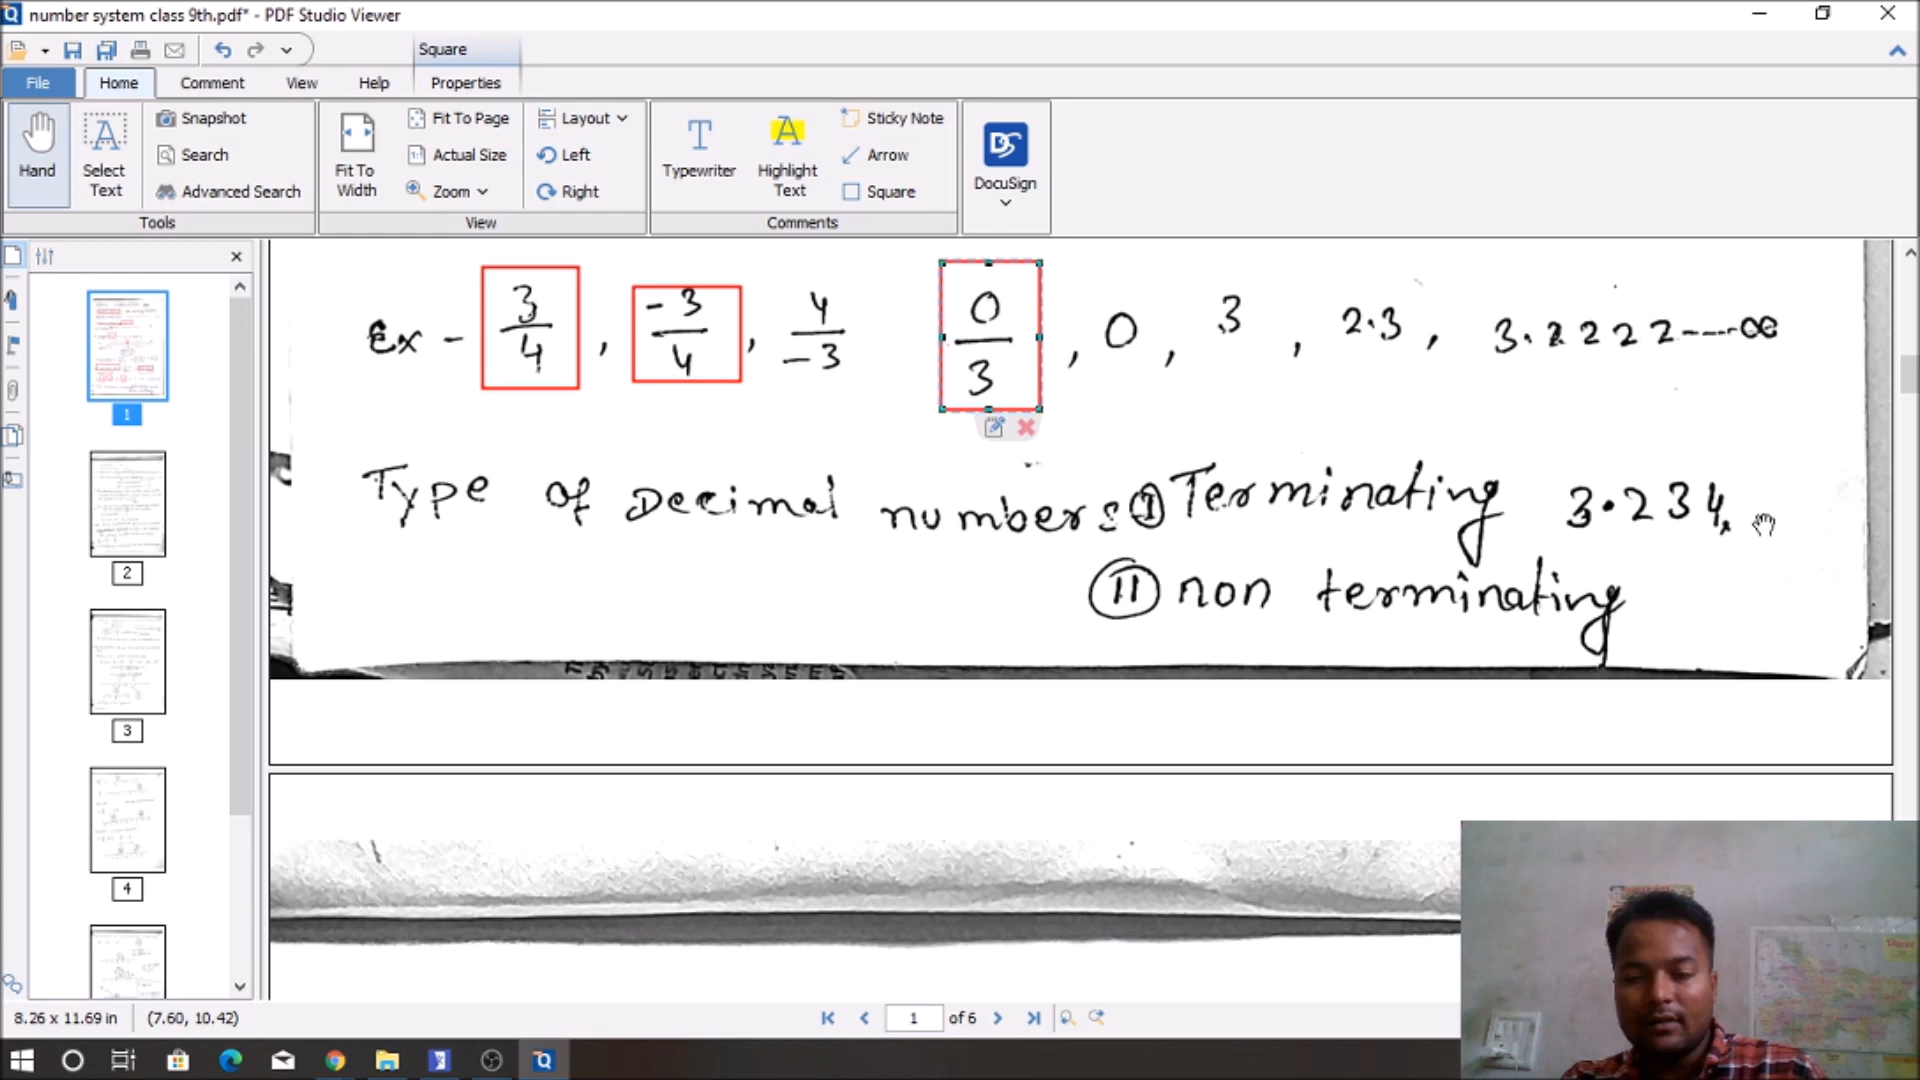 number system class 9th.pdf* - PDF Studio Viewer
Square
File Home Comment View Help Properties
Hand
Select Text
Snapshot
Search
Advanced Search
Tools
Fit To Width
Fit To Page
Actual Size
Zoom
Layout
Left
Right
View
Typewriter
Highlight Text
Sticky Note
Arrow
Square
Comments
DocuSign
Ex - 3/4 , -3/4 , 4/-3 0/3 , 0 , 3 , 2.3 , 3.2222----∞
Type of Decimal numbers: I Terminating 3.234,
II non terminating
1
2
3
4
8.26 x 11.69 in (7.60, 10.42)
1 of 6